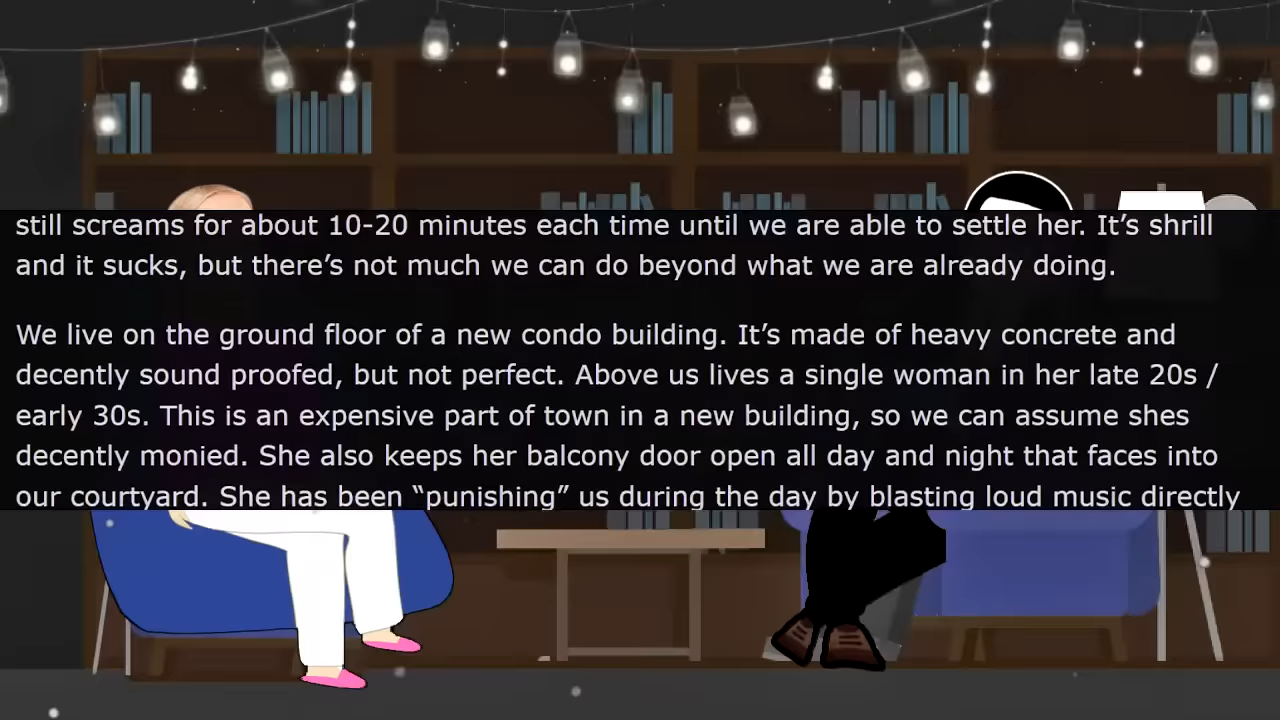 still screams for about 10-20 minutes each time until we are able to settle her. It’s shrill
and it sucks, but there’s not much we can do beyond what we are already doing.
We live on the ground floor of a new condo building. It’s made of heavy concrete and
decently sound proofed, but not perfect. Above us lives a single woman in her late 20s /
early 30s. This is an expensive part of town in a new building, so we can assume shes
decently monied. She also keeps her balcony door open all day and night that faces into
our courtyard. She has been “punishing” us during the day by blasting loud music directly